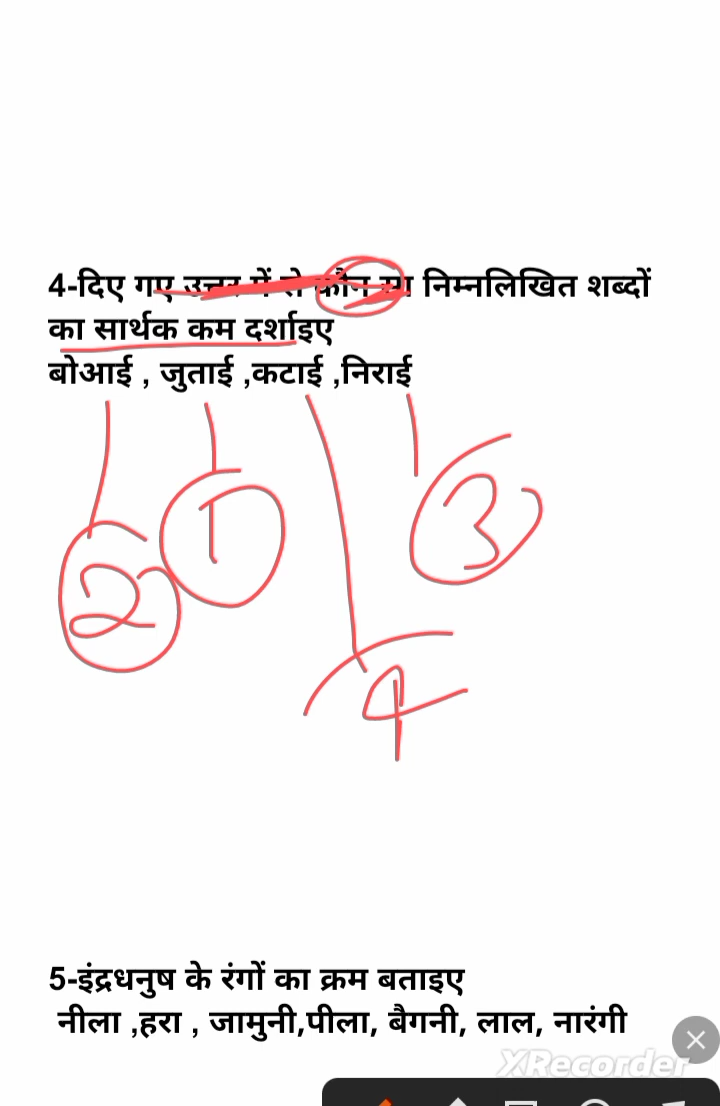 4-दिए गए उत्तर में से कौन सा निम्नलिखित शब्दों
का सार्थक कम दर्शाइए
बोआई , जुताई ,कटाई ,निराई
2 1 3
4
5-इंद्रधनुष के रंगों का क्रम बताइए
नीला ,हरा , जामुनी,पीला, बैगनी, लाल, नारंगी
XRecorder